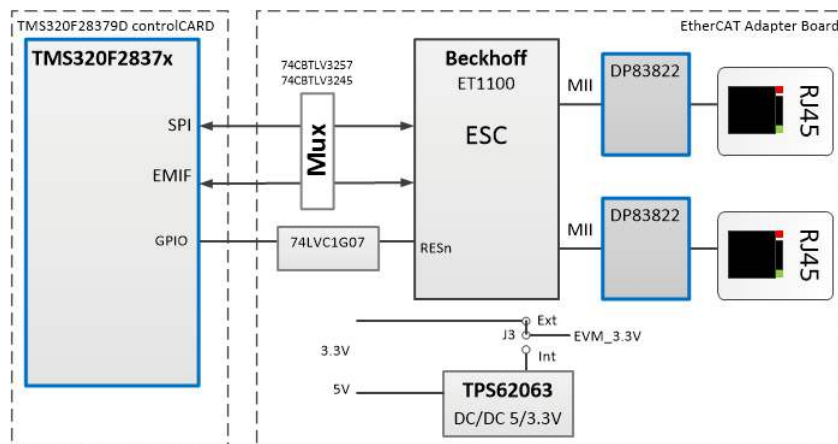 TMS320F28379D controlCARD
EtherCAT Adapter Board
TMS320F2837x
74CBTLV3257
74CBTLV3245
Beckhoff
ET1100
ESC
MII
DP83822
RJ45
SPI
Mux
EMIF
GPIO
74LVC1G07
RESn
MII
DP83822
RJ45
Ext
J3
EVM_3.3V
3.3V
Int
5V
TPS62063
DC/DC 5/3.3V